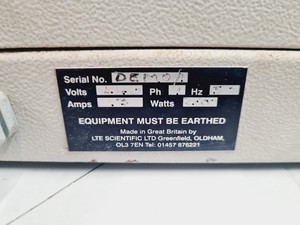 Serial No.
Volts Ph Hz
Amps Watts
EQUIPMENT MUST BE EARTHED
Made in Great Britain by
LTE SCIENTIFIC LTD Greenfield, OLDHAM,
OL3 7EN Tel: 01457 876221